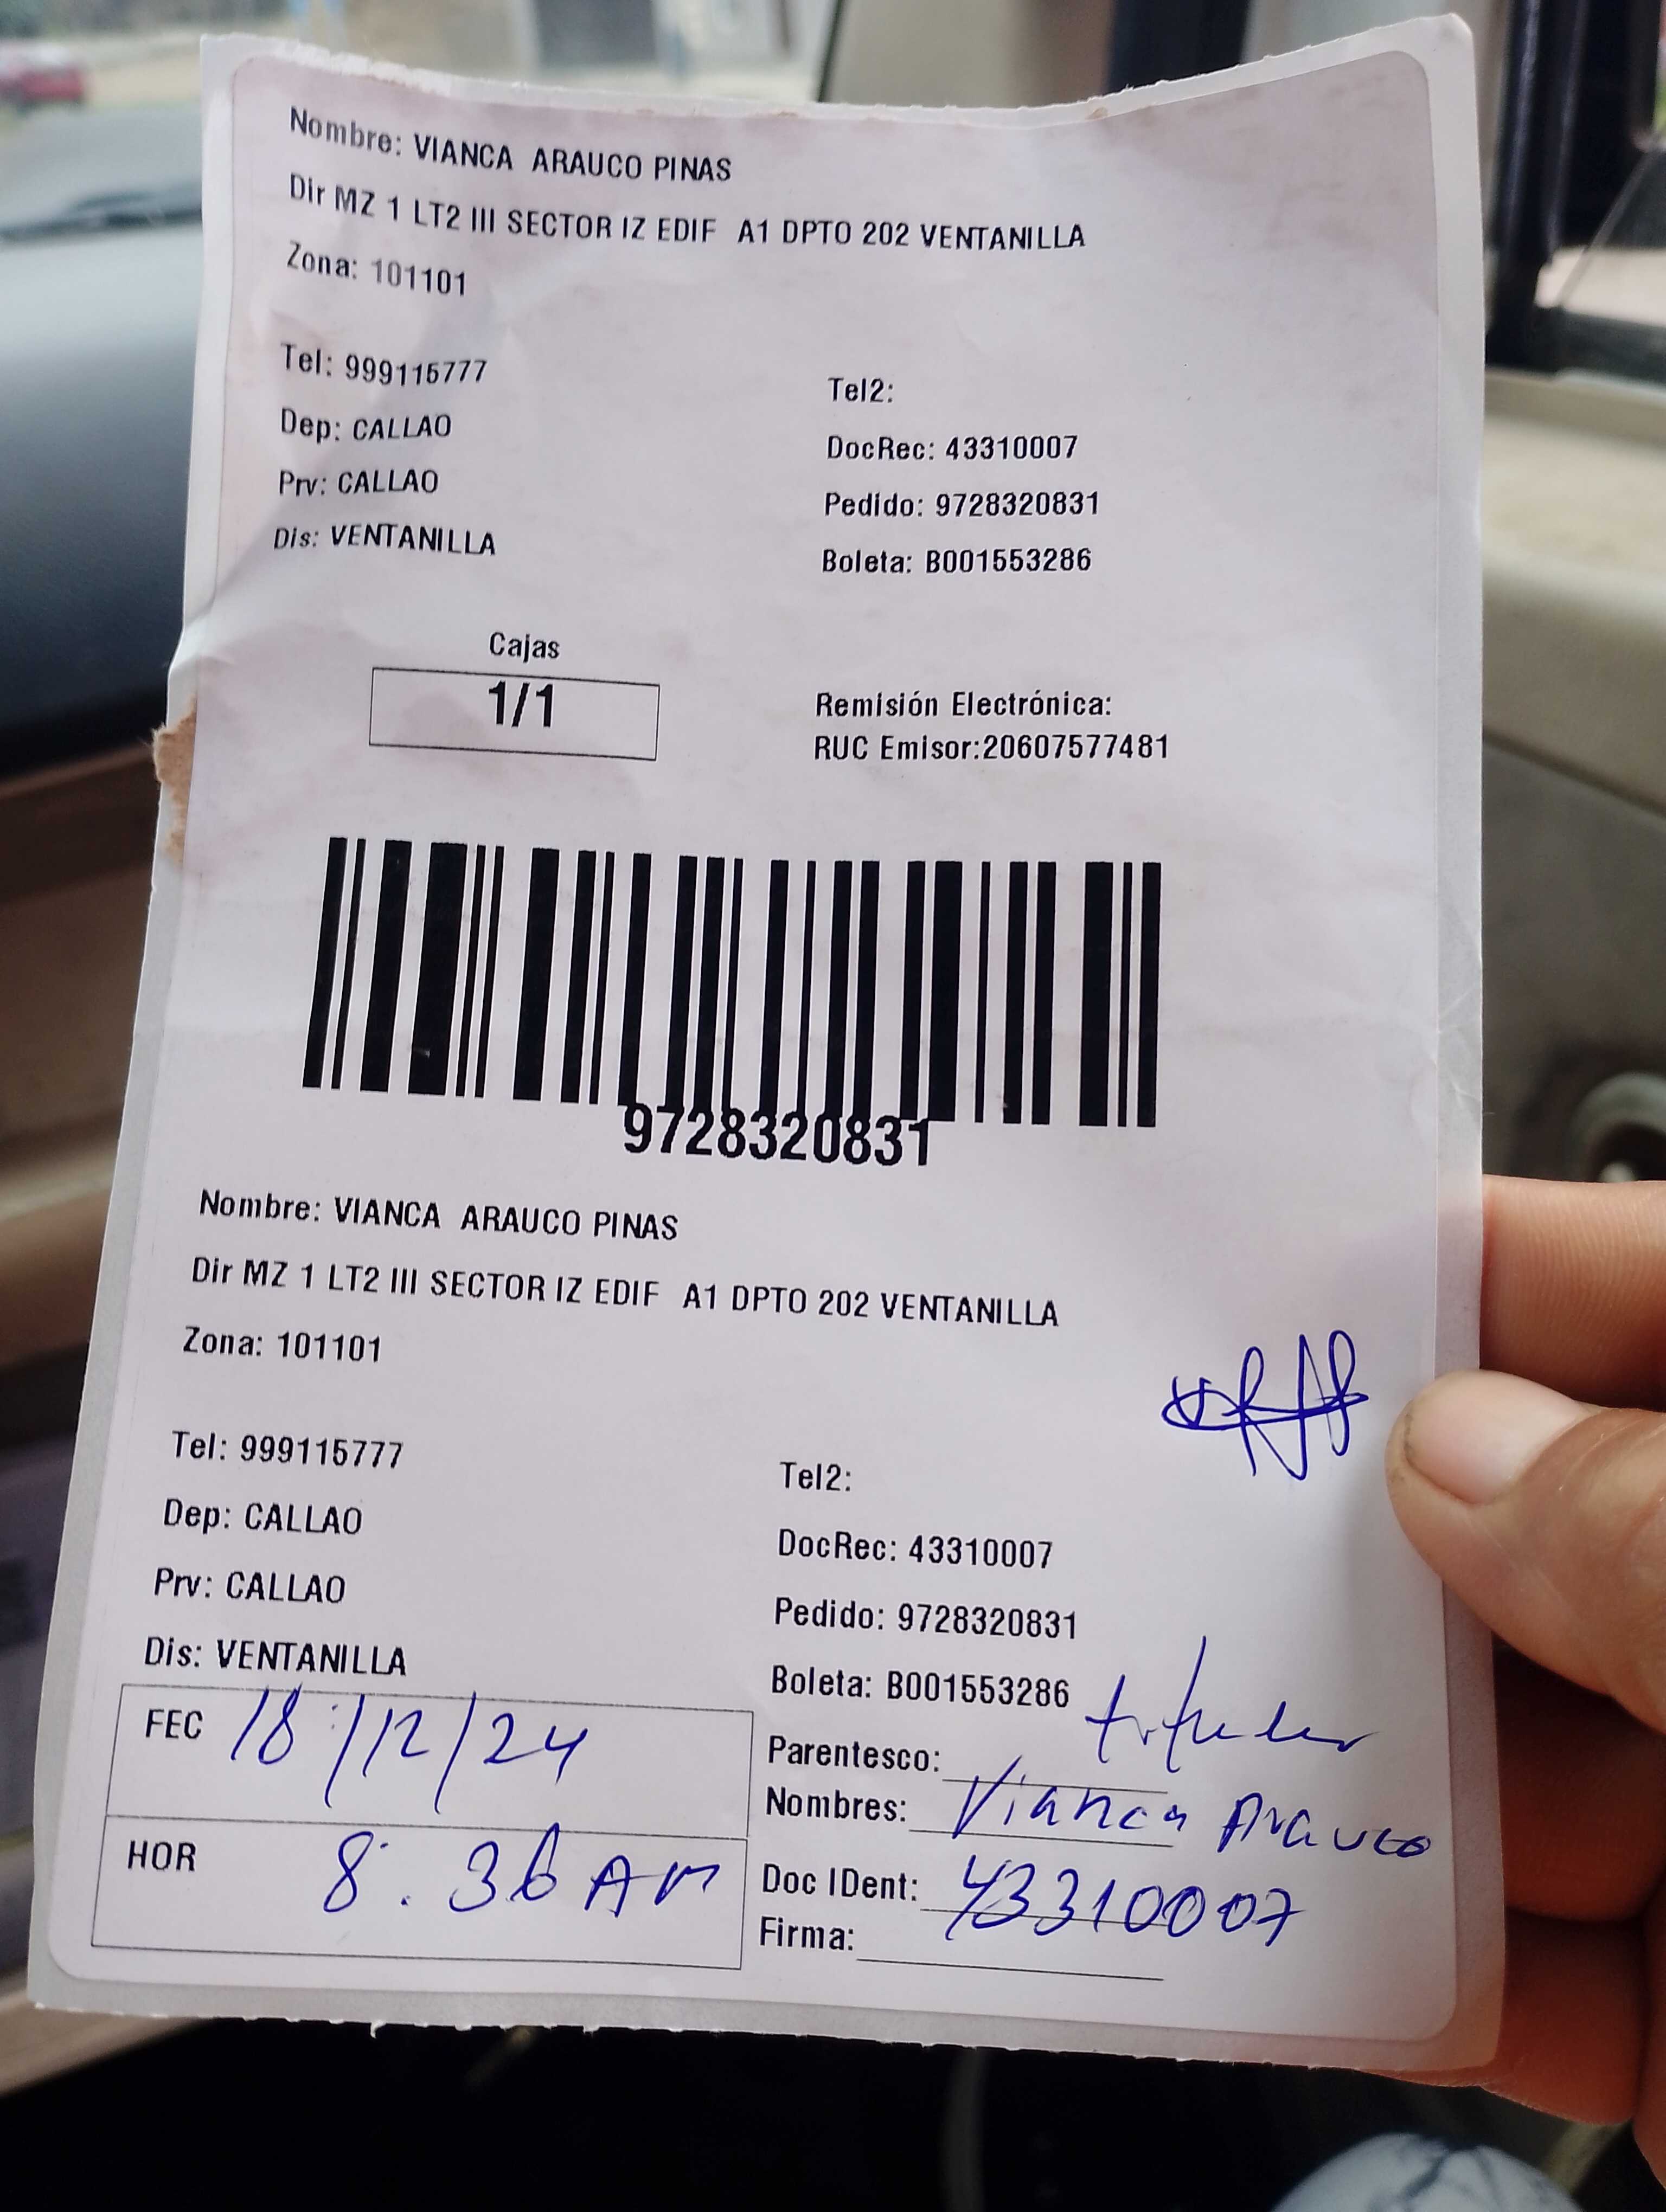 Nombre: VIANCA ARAUCO PINAS
Dir MZ 1 LT2 III SECTOR IZ EDIF A1 DPTO 202 VENTANILLA
Zona: 101101
Tel: 999115777
Tel2:
Dep: CALLAO
DocRec: 43310007
Prv: CALLAO
Pedido: 9728320831
Dis: VENTANILLA
Boleta: B001553286
Cajas
1/1
Remisión Electrónica:
RUC Emisor:20607577481
9728320831
Nombre: VIANCA ARAUCO PINAS
Dir MZ 1 LT2 III SECTOR IZ EDIF A1 DPTO 202 VENTANILLA
Zona: 101101
Tel: 999115777
Tel2:
Dep: CALLAO
DocRec: 43310007
Prv: CALLAO
Pedido: 9728320831
Dis: VENTANILLA
Boleta: B001553286
FEC 18/12/24
Parentesco: titular
Nombres: Vianca Arauco
HOR 8:36 AM
Doc IDent: 43310007
Firma: